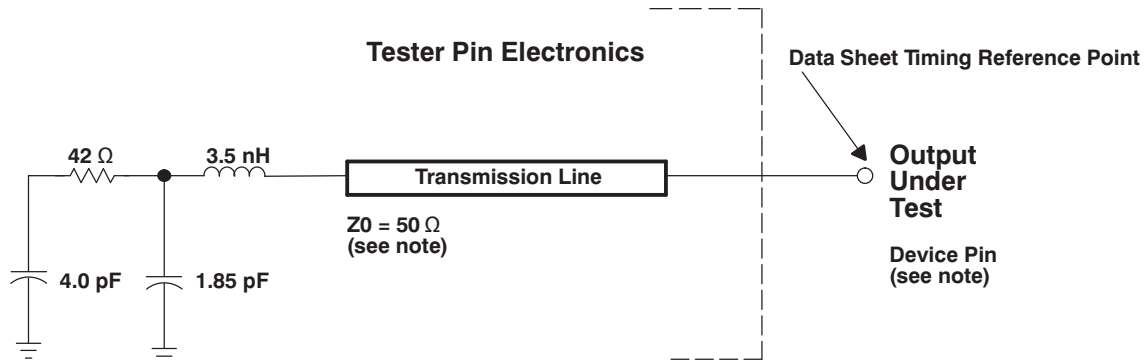 Tester Pin Electronics
Data Sheet Timing Reference Point
42 Ω
3.5 nH
Transmission Line
Output
Under
Test
Z0 = 50 Ω
(see note)
Device Pin
(see note)
4.0 pF
1.85 pF